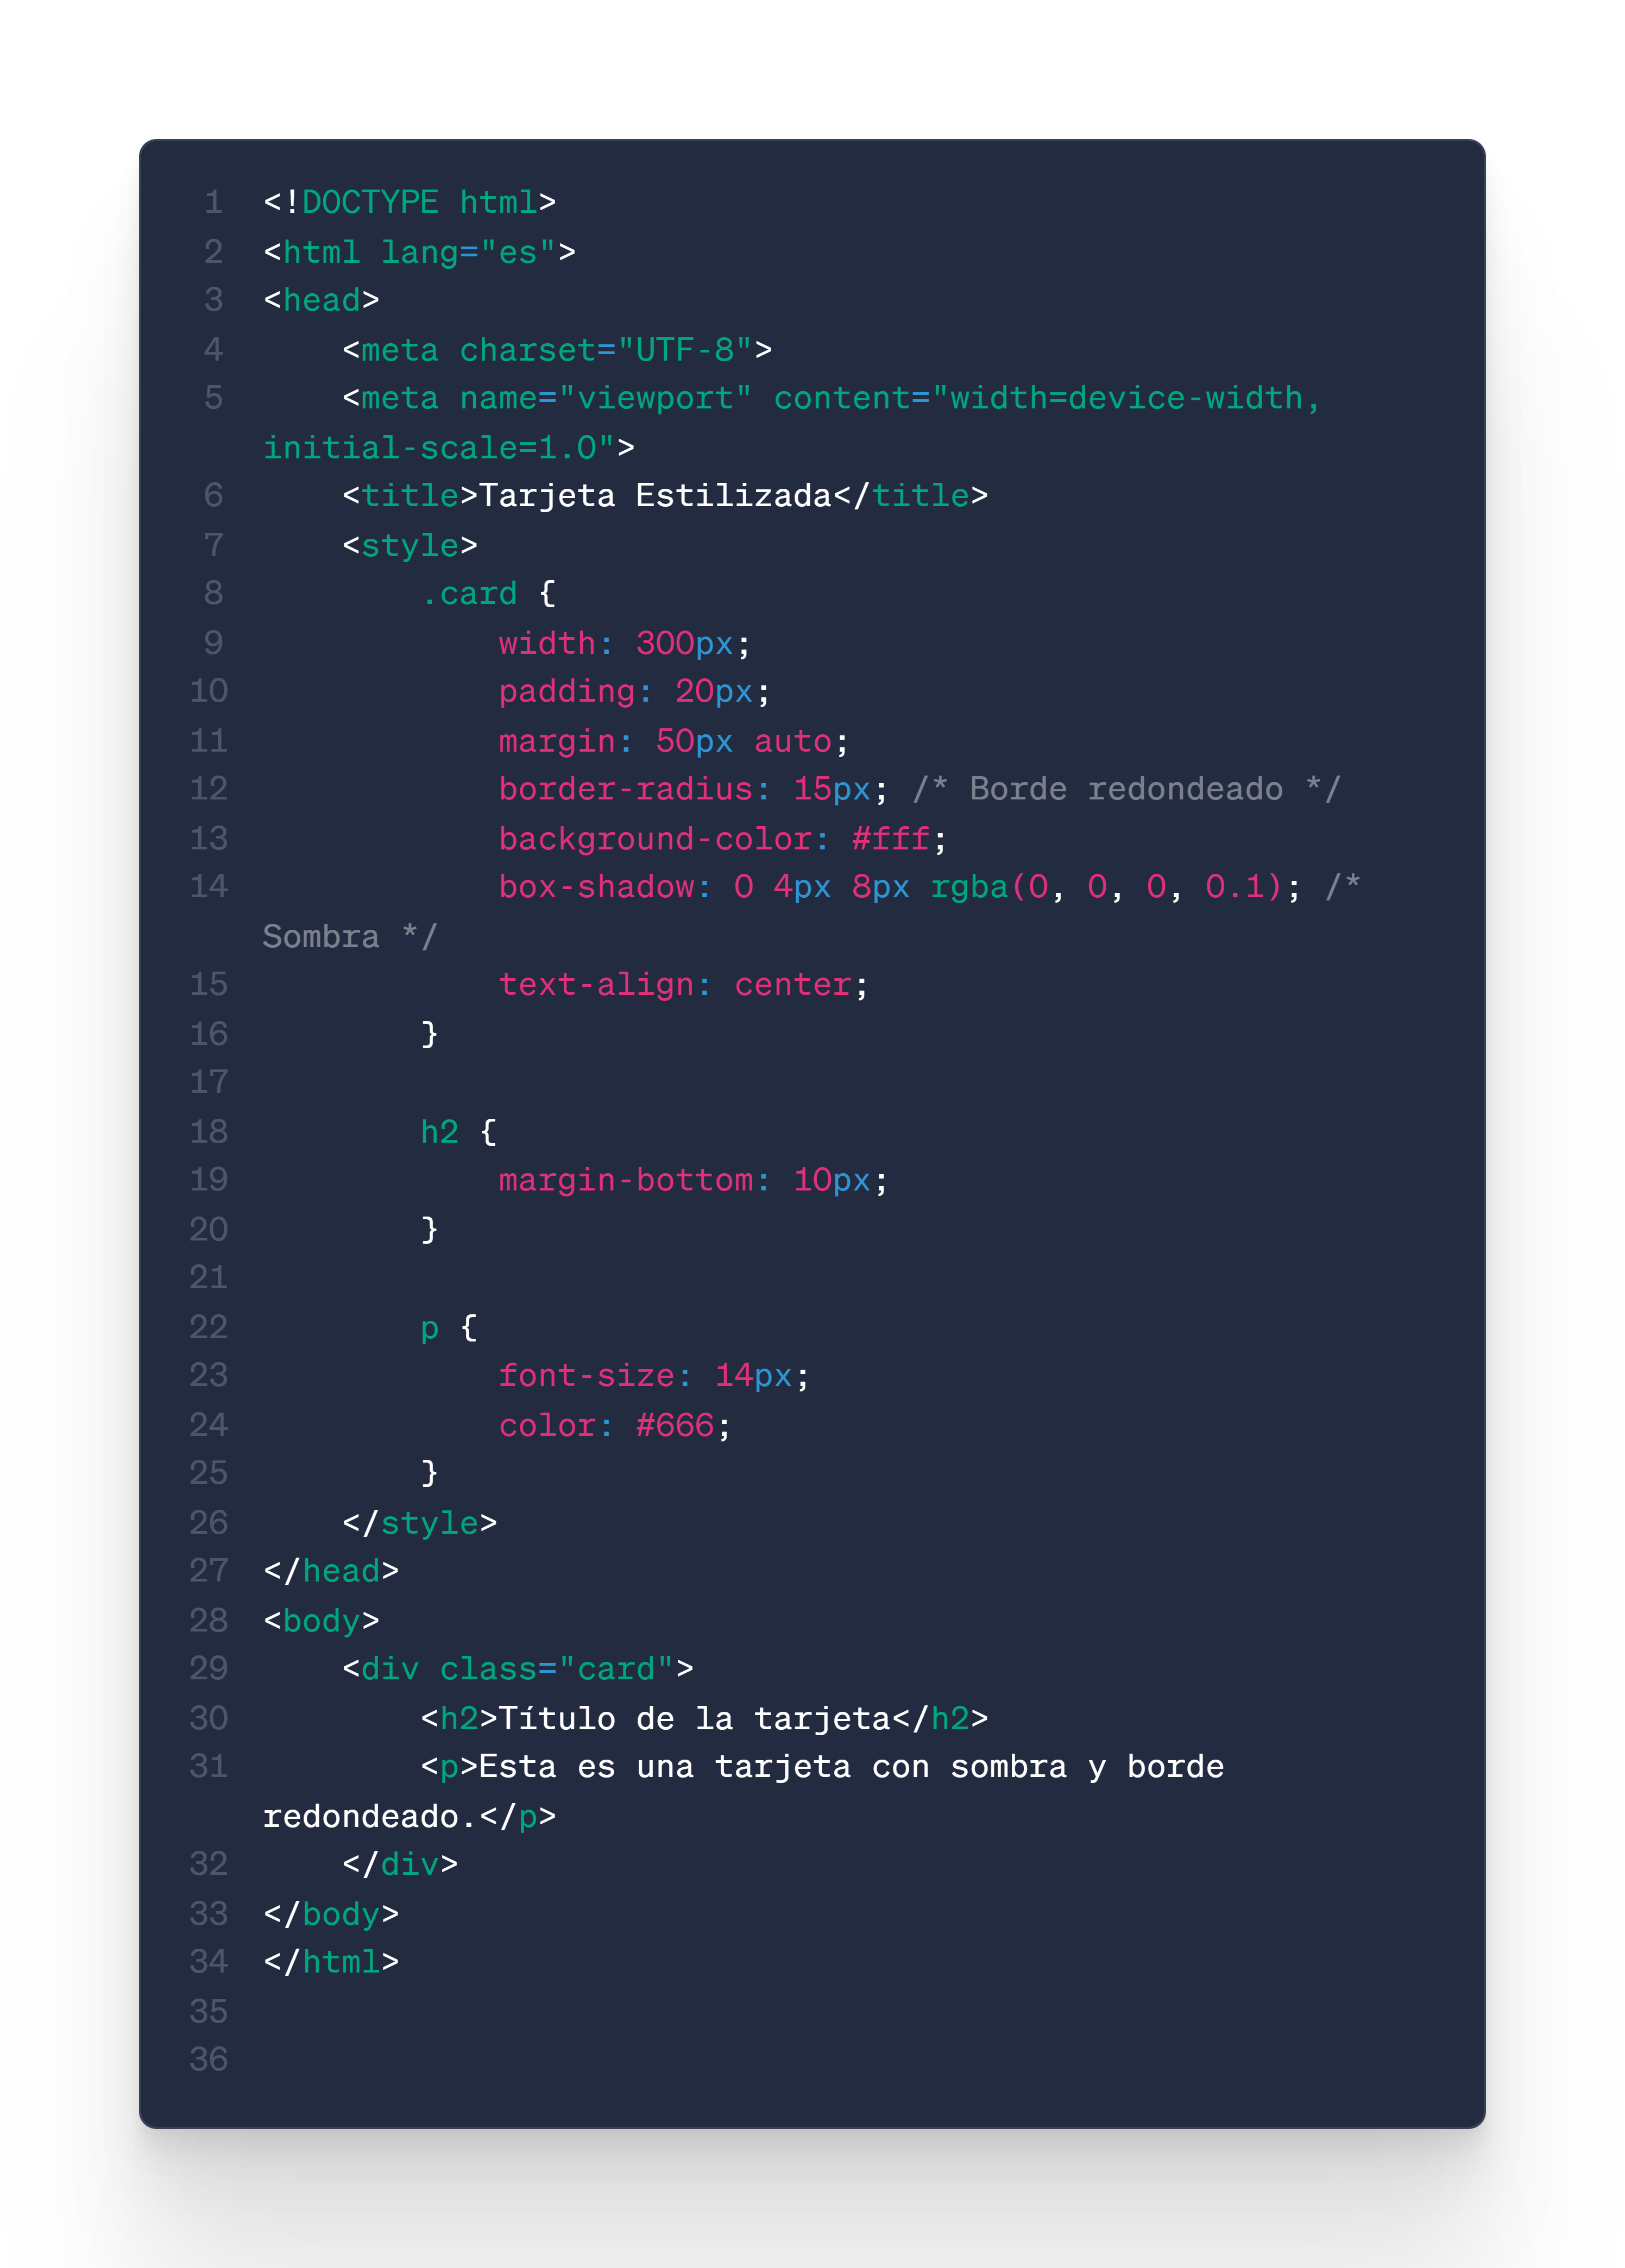 1 <!DOCTYPE html>
2 <html lang="es">
3 <head>
4     <meta charset="UTF-8">
5     <meta name="viewport" content="width=device-width,
initial-scale=1.0">
6     <title>Tarjeta Estilizada</title>
7     <style>
8         .card {
9             width: 300px;
10             padding: 20px;
11             margin: 50px auto;
12             border-radius: 15px; /* Borde redondeado */
13             background-color: #fff;
14             box-shadow: 0 4px 8px rgba(0, 0, 0, 0.1); /*
Sombra */
15             text-align: center;
16         }
17
18         h2 {
19             margin-bottom: 10px;
20         }
21
22         p {
23             font-size: 14px;
24             color: #666;
25         }
26     </style>
27 </head>
28 <body>
29     <div class="card">
30         <h2>Título de la tarjeta</h2>
31         <p>Esta es una tarjeta con sombra y borde
redondeado.</p>
32     </div>
33 </body>
34 </html>
35
36